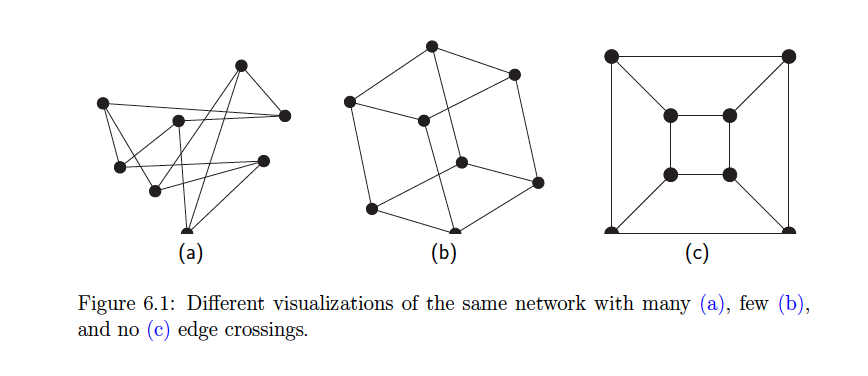 (a) (b) (c)
Figure 6.1: Different visualizations of the same network with many (a), few (b),
and no (c) edge crossings.